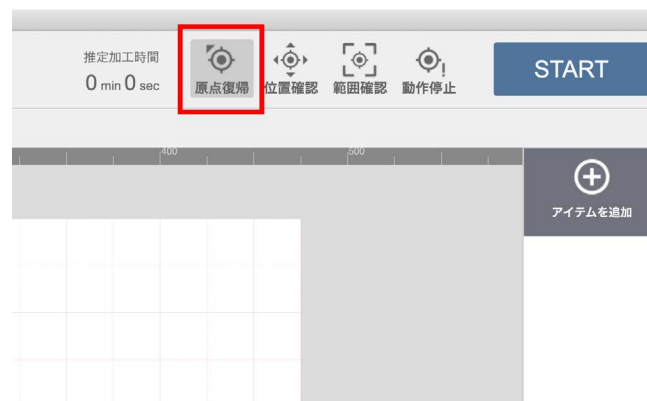 推定加工時間
0 min 0 sec
原点復帰
位置確認
範囲確認
動作停止
START
400
500
アイテムを追加